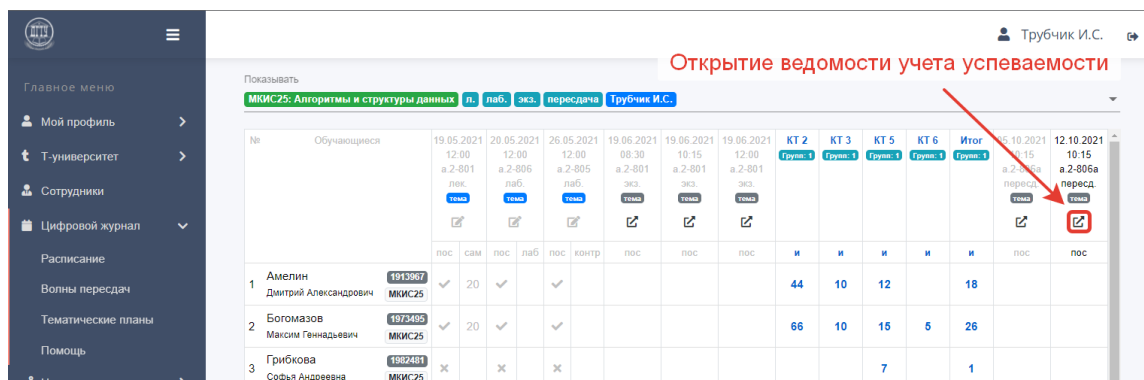 Трубчик И.С.
Открытие ведомости учета успеваемости
Главное меню
Мой профиль
Т-университет
Сотрудники
Цифровой журнал
Расписание
Волны пересдач
Тематические планы
Помощь
Показывать
МКИС25: Алгоритмы и структуры данных л. лаб. экз. пересдача Трубчик И.С.
№ Обучающиеся 19.05.2021 20.05.2021 26.05.2021 19.06.2021 19.06.2021 19.06.2021 КТ 2 КТ 3 КТ 5 КТ 6 Итог 05.10.2021 12.10.2021
12:00 12:00 12:00 08:30 10:15 12:00 Групп: 1 Групп: 1 Групп: 1 Групп: 1 Групп: 1 10:15 10:15
а.2-801 а.2-806 а.2-805 а.2-801 а.2-801 а.2-801 а.2-806а а.2-806а
лек. лаб. лаб. экз. экз. экз. пересд. пересд.
тема тема тема тема тема тема тема тема
пос сам пос лаб пос контр пос пос пос и и и и и пос пос
1 Амелин 1913967
Дмитрий Александрович МКИС25
20 44 10 12 18
2 Богомазов 1973495
Максим Геннадьевич МКИС25
20 66 10 15 5 26
3 Грибкова 1982481
Софья Андреевна МКИС25
7 1